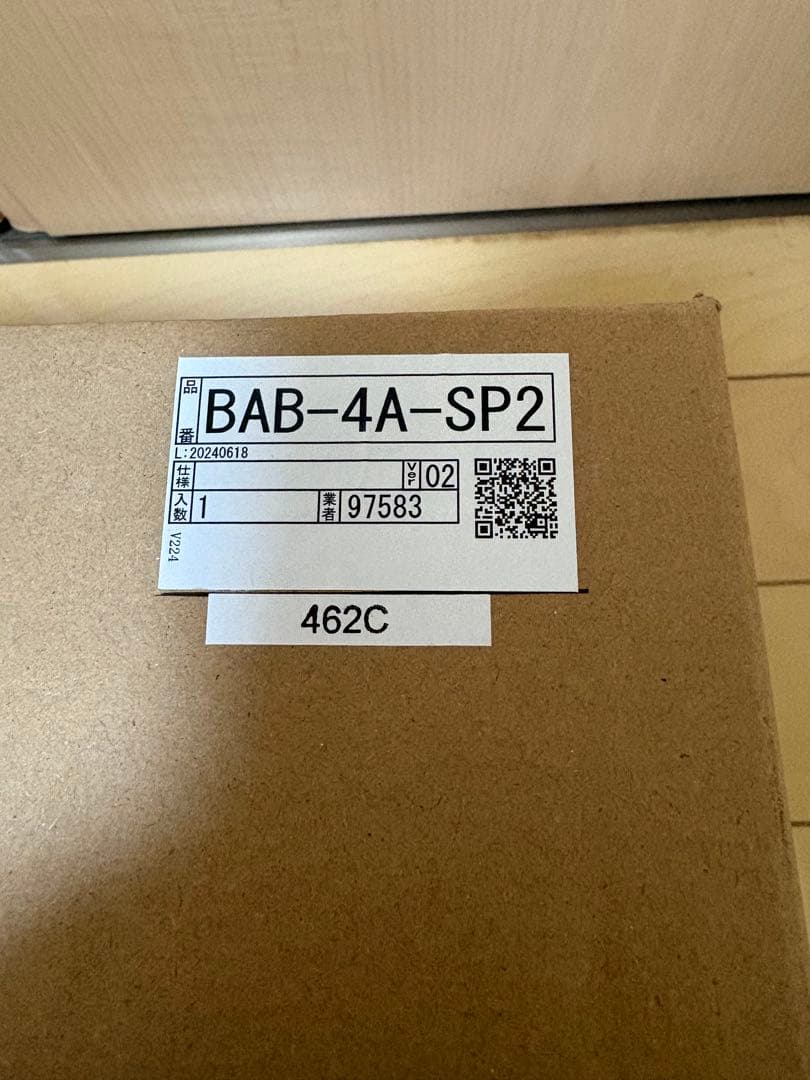 品番 BAB-4A-SP2
L:20240618
仕様 Ver 02
入数 1 業者 97583
V224
462C